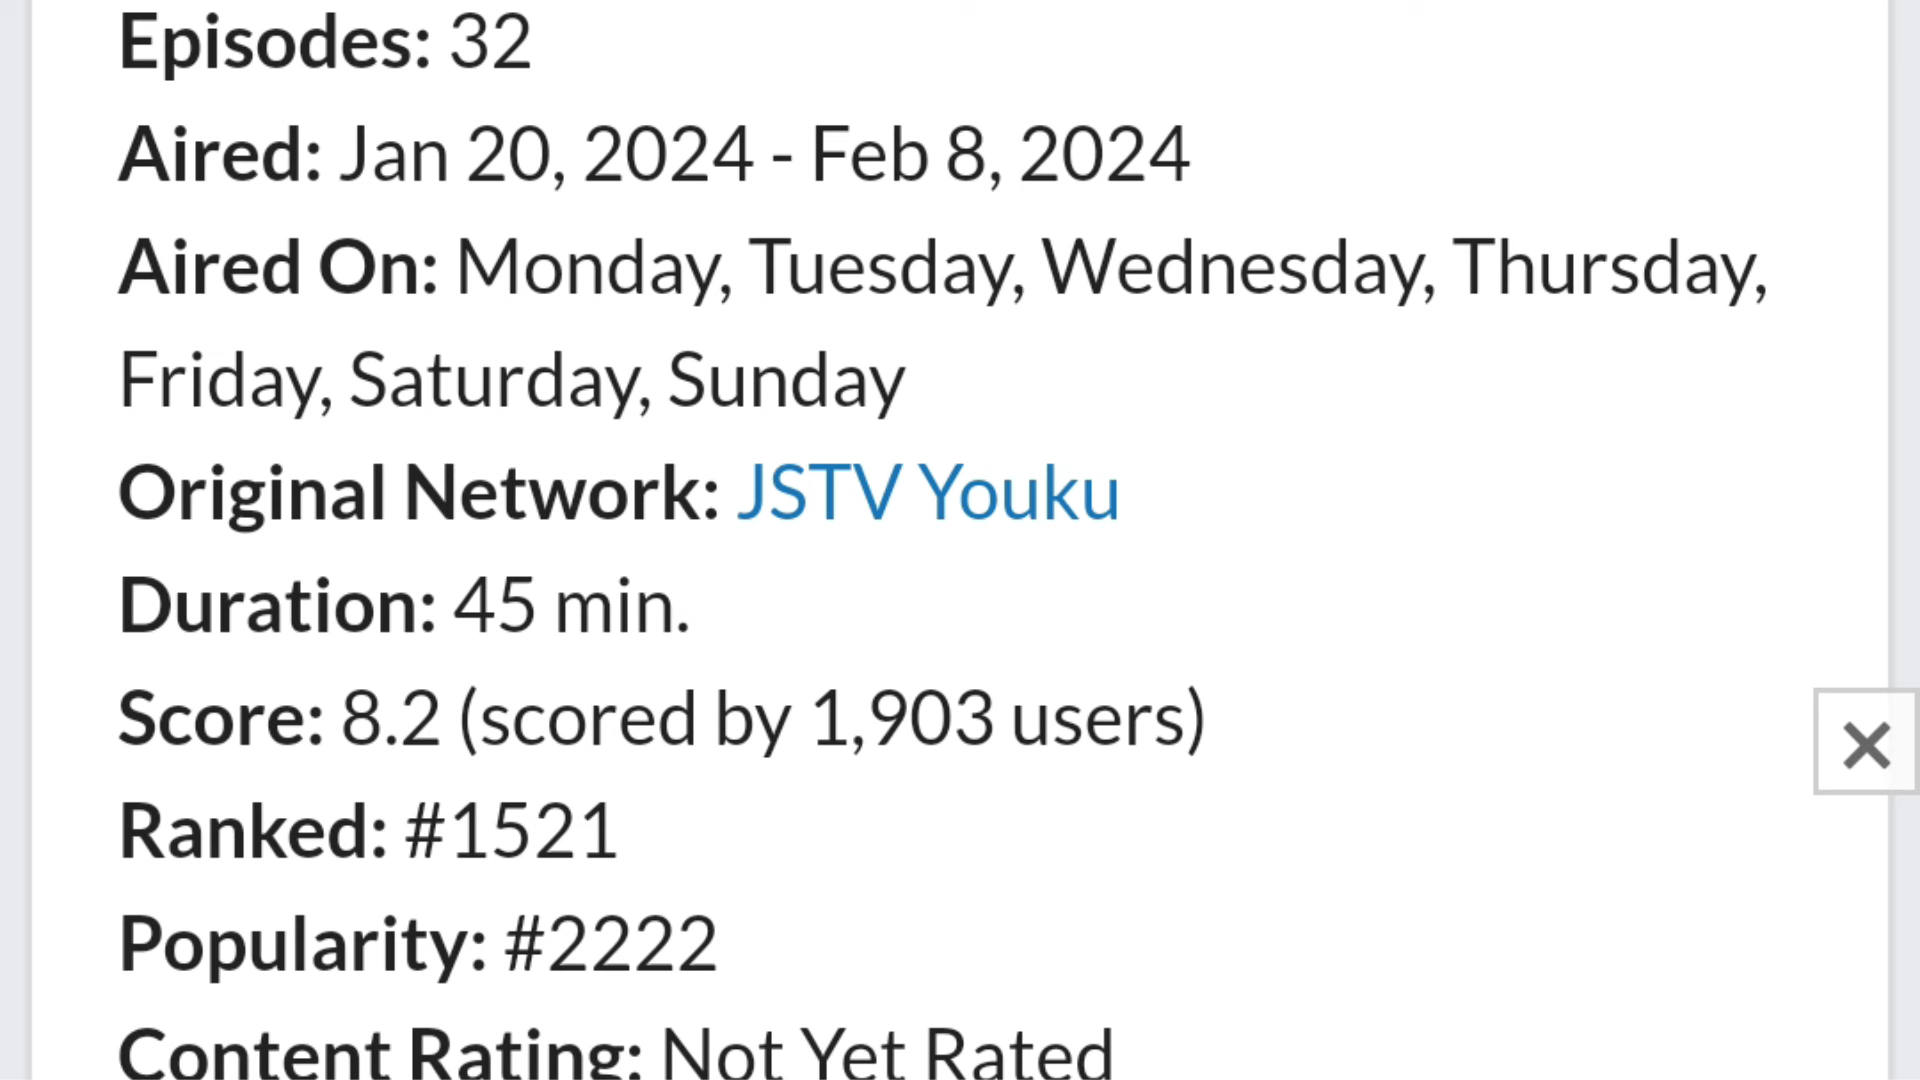 Episodes: 32
Aired: Jan 20, 2024 - Feb 8, 2024
Aired On: Monday, Tuesday, Wednesday, Thursday,
Friday, Saturday, Sunday
Original Network: JSTV Youku
Duration: 45 min.
Score: 8.2 (scored by 1,903 users)
Ranked: #1521
Popularity: #2222
Content Rating: Not Yet Rated